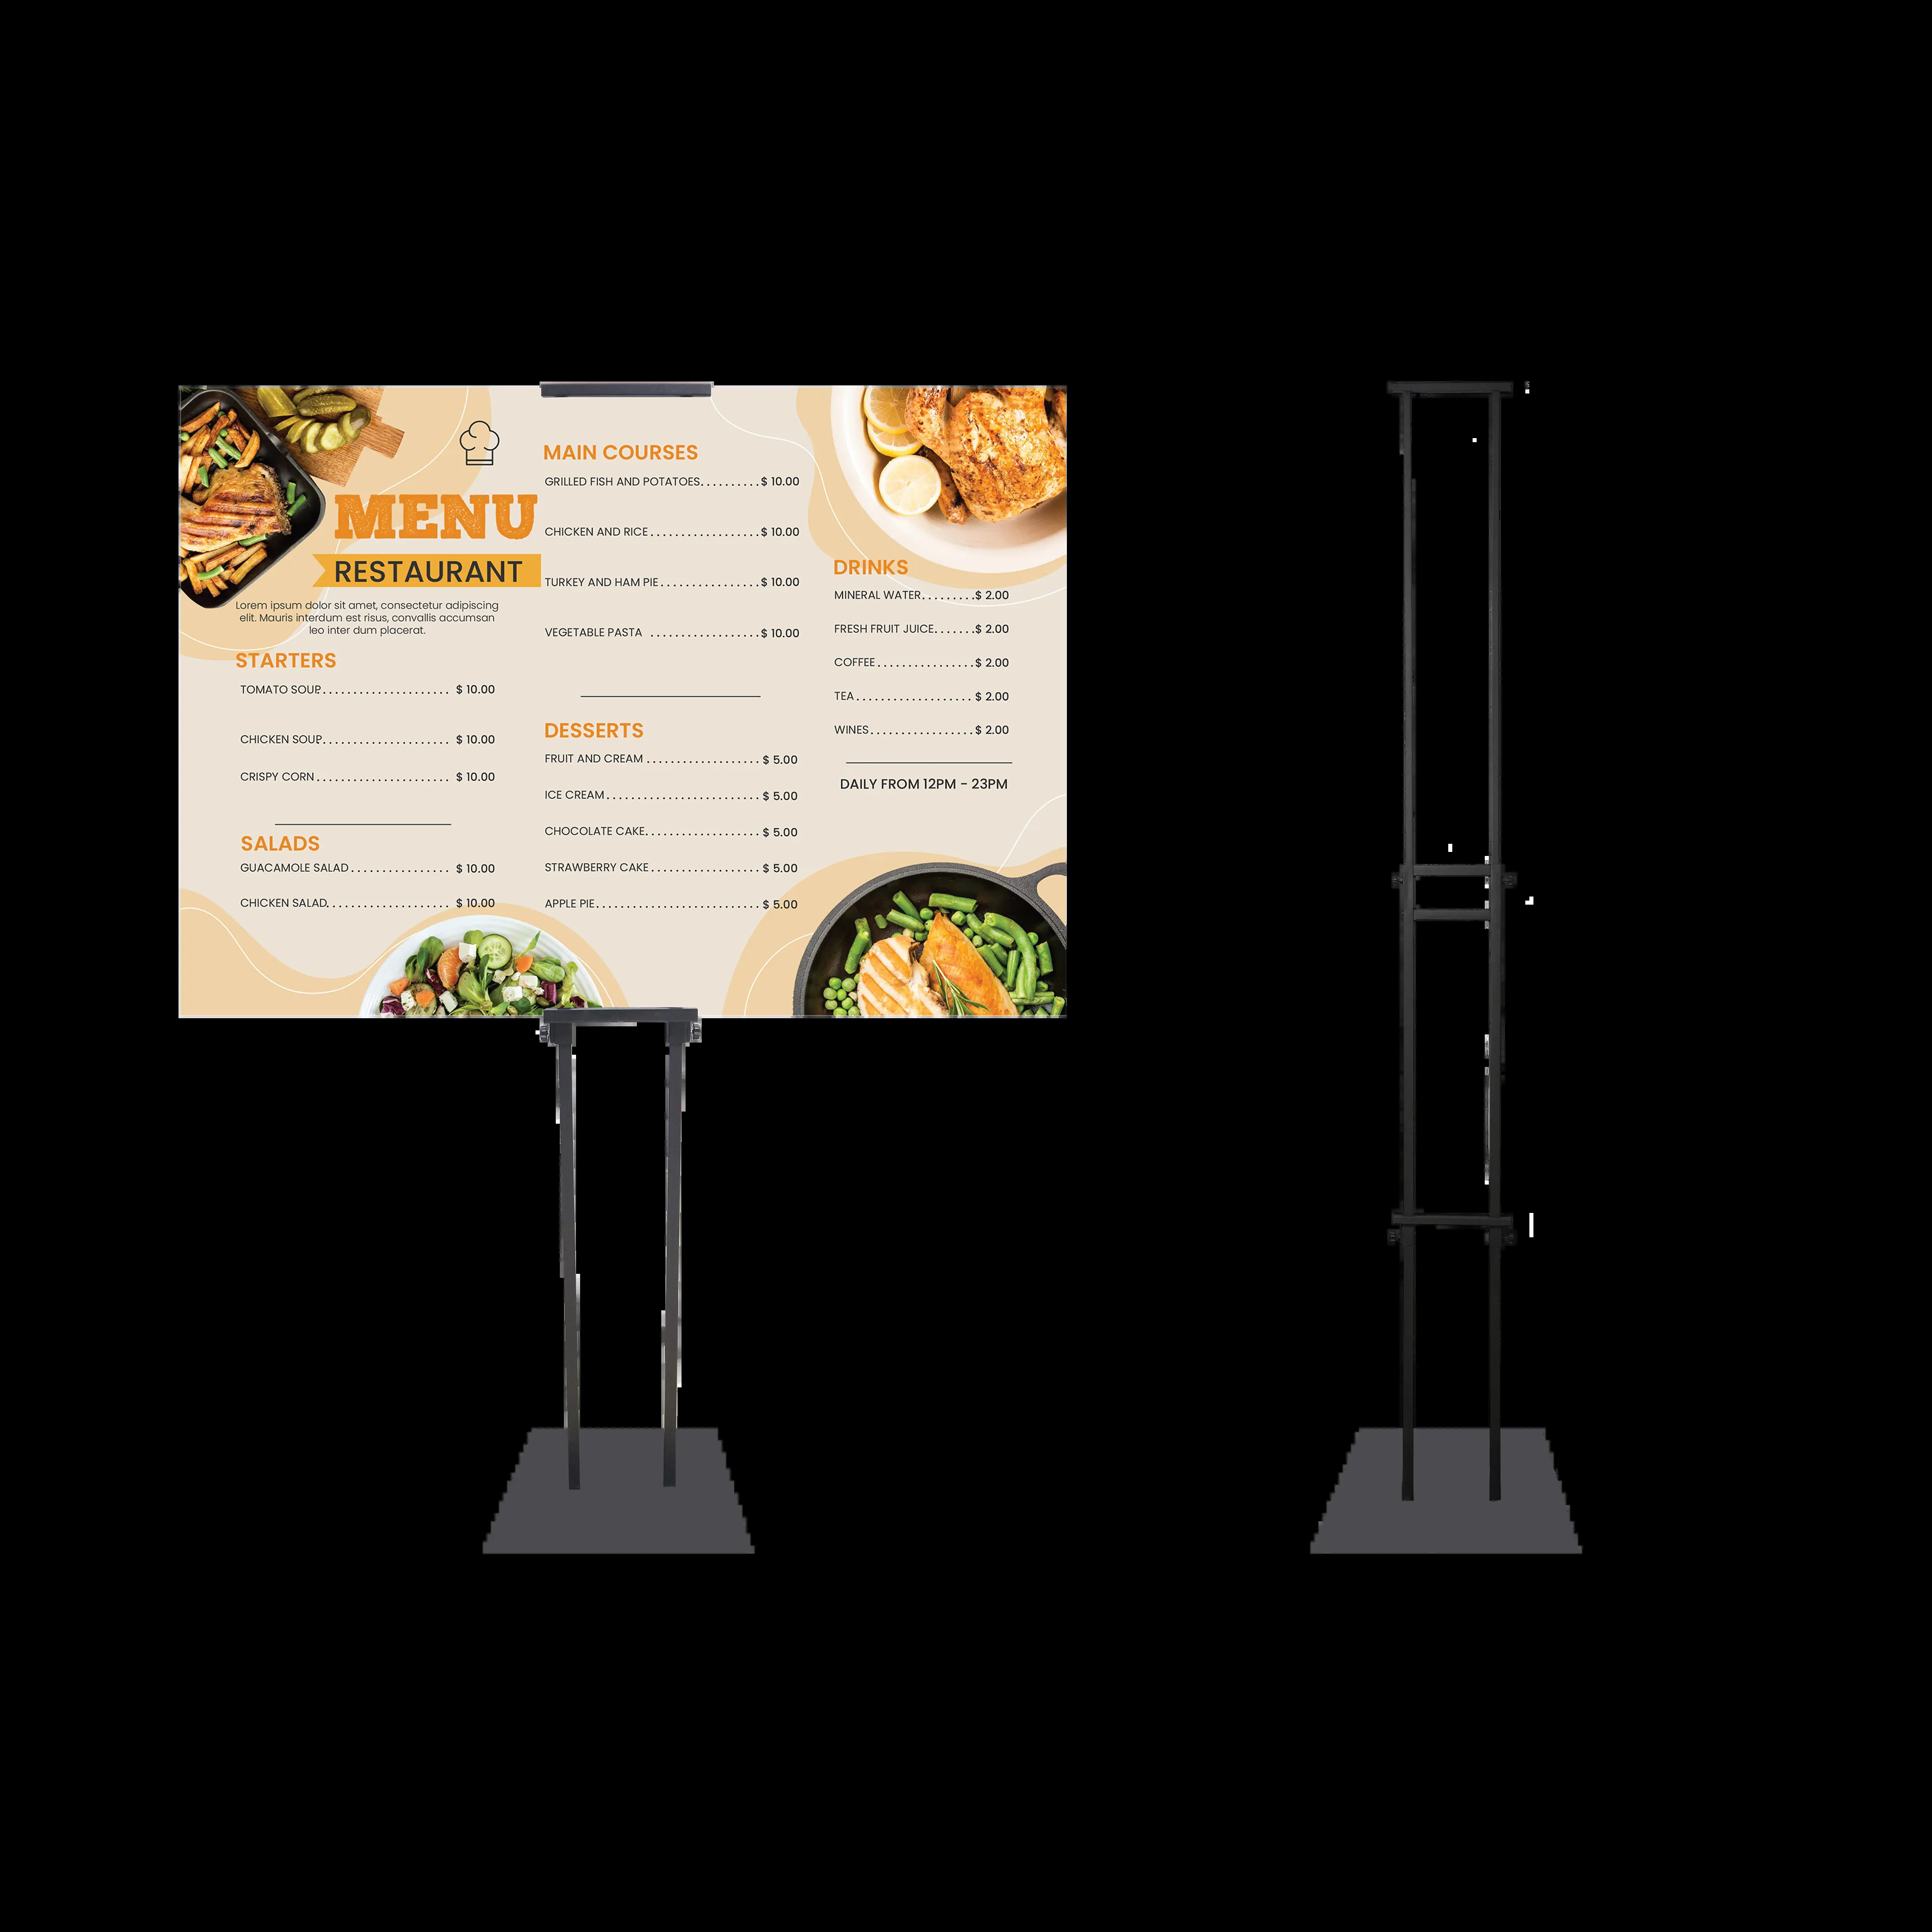 MENU
RESTAURANT
Lorem ipsum dolor sit amet, consectetur adipiscing
elit. Mauris interdum est risus, convallis accumsan
leo inter dum placerat.
STARTERS
TOMATO SOUP.................... $ 10.00
CHICKEN SOUP.................... $ 10.00
CRISPY CORN...................... $ 10.00
SALADS
GUACAMOLE SALAD................ $ 10.00
CHICKEN SALAD.................... $ 10.00
MAIN COURSES
GRILLED FISH AND POTATOES..........$ 10.00
CHICKEN AND RICE..................$ 10.00
TURKEY AND HAM PIE................$ 10.00
VEGETABLE PASTA ..................$ 10.00
DESSERTS
FRUIT AND CREAM ...................$ 5.00
ICE CREAM..........................$ 5.00
CHOCOLATE CAKE....................$ 5.00
STRAWBERRY CAKE...................$ 5.00
APPLE PIE............................$ 5.00
DRINKS
MINERAL WATER.........$ 2.00
FRESH FRUIT JUICE.......$ 2.00
COFFEE................$ 2.00
TEA....................$ 2.00
WINES.................$ 2.00
DAILY FROM 12PM - 23PM